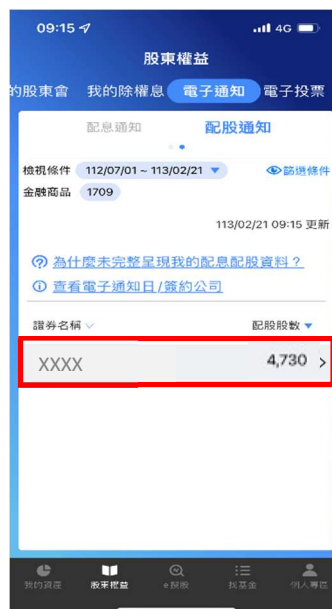 09:15 4G
股東權益
的股東會 我的除權息 電子通知 電子投票
配息通知 配股通知
檢視條件 112/07/01 ~ 113/02/21 ▼ 篩選條件
金融商品 1709
113/02/21 09:15 更新
為什麼未完整呈現我的配息配股資料？
查看電子通知日/簽約公司
證券名稱 配股股數 ▼
XXXX 4,730 >
我的資產 股東權益 e投票 找基金 個人專區